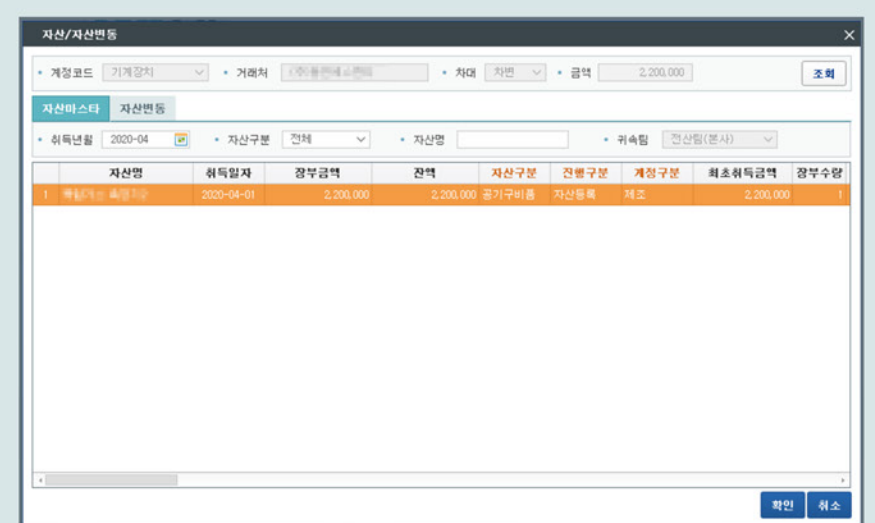 자산/자산변동
계정코드 기계장치 거래처 차대 차변 금액 2,200,000 조회
자산마스타 자산변동
취득년월 2020-04 자산구분 전체 자산명 귀속팀 전산팀(본사)
자산명 취득일자 장부금액 잔액 자산구분 진행구분 계정구분 최초취득금액 장부수량
1 2020-04-01 2,200,000 2,200,000 공기구비품 자산등록 제조 2,200,000 1
확인 취소